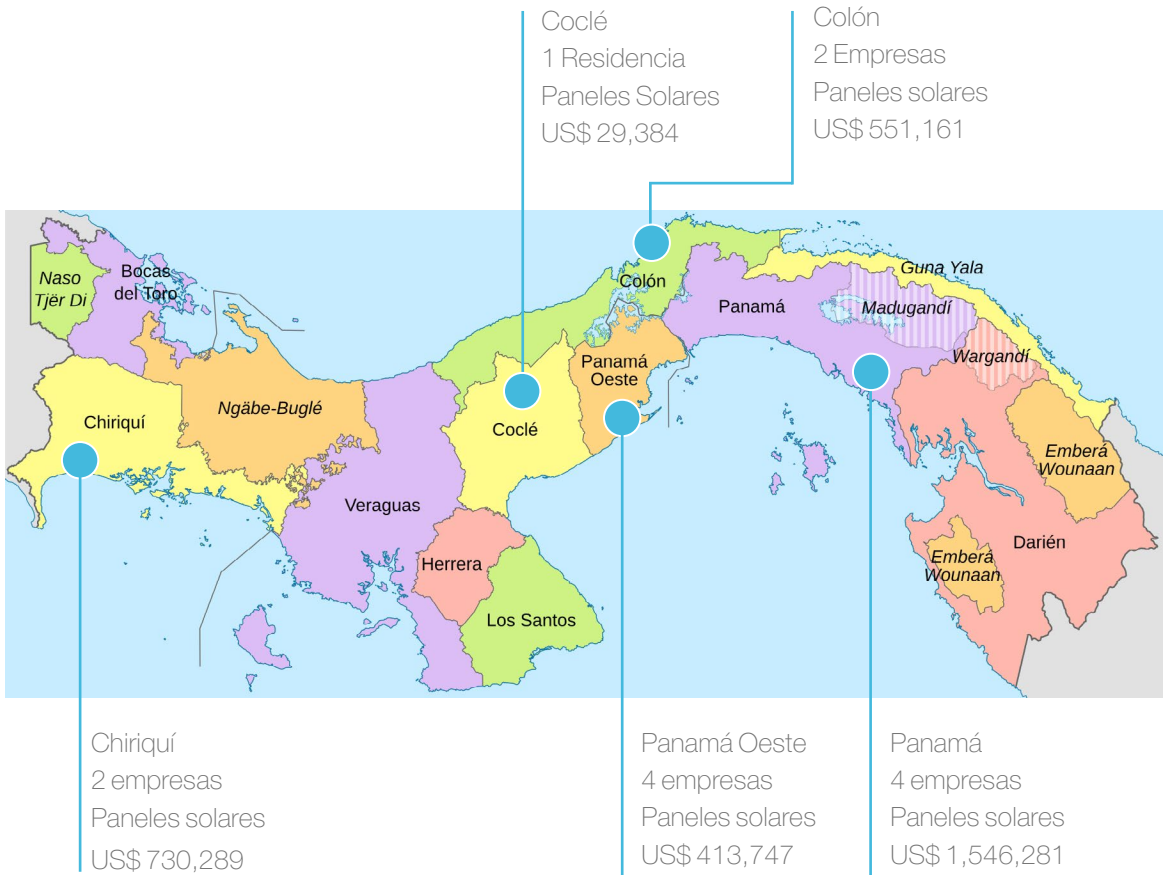 Coclé
1 Residencia
Paneles Solares
US$ 29,384
Colón
2 Empresas
Paneles solares
US$ 551,161
Naso
Tjër Di
Bocas
del Toro
Colón
Guna Yala
Panamá
Madugandí
Wargandí
Panamá
Oeste
Chiriquí
Ngäbe-Buglé
Coclé
Emberá
Wounaan
Veraguas
Herrera
Darién
Emberá
Wounaan
Los Santos
Chiriquí
2 empresas
Paneles solares
US$ 730,289
Panamá Oeste
4 empresas
Paneles solares
US$ 413,747
Panamá
4 empresas
Paneles solares
US$ 1,546,281